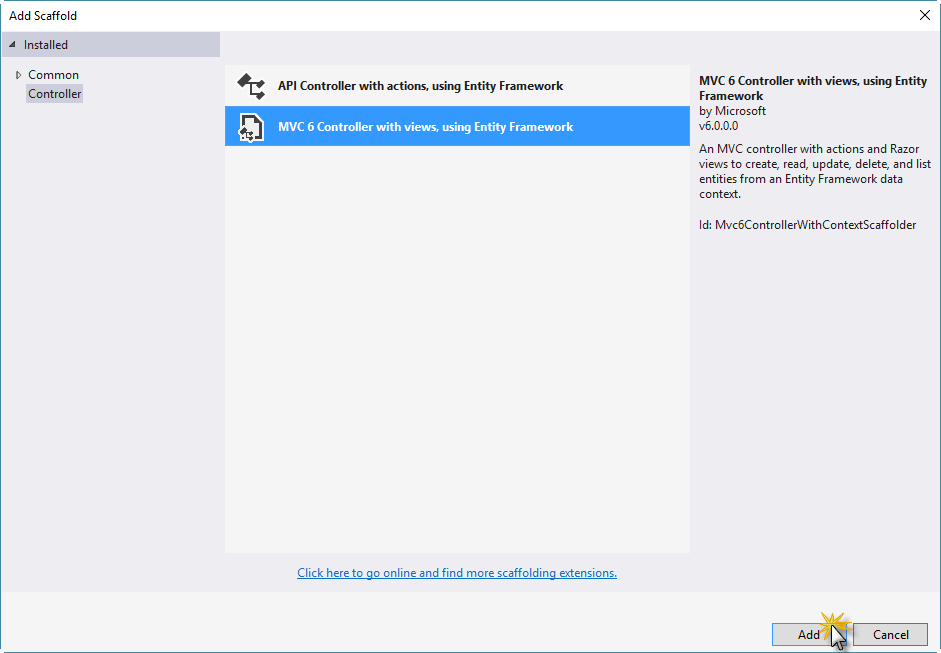 Add Scaffold
Installed
Common
Controller
API Controller with actions, using Entity Framework
MVC 6 Controller with views, using Entity Framework
MVC 6 Controller with views, using Entity
Framework
by Microsoft
v6.0.0.0
An MVC controller with actions and Razor
views to create, read, update, delete, and list
entities from an Entity Framework data
context.
Id: Mvc6ControllerWithContextScaffolder
Click here to go online and find more scaffolding extensions.
Add
Cancel